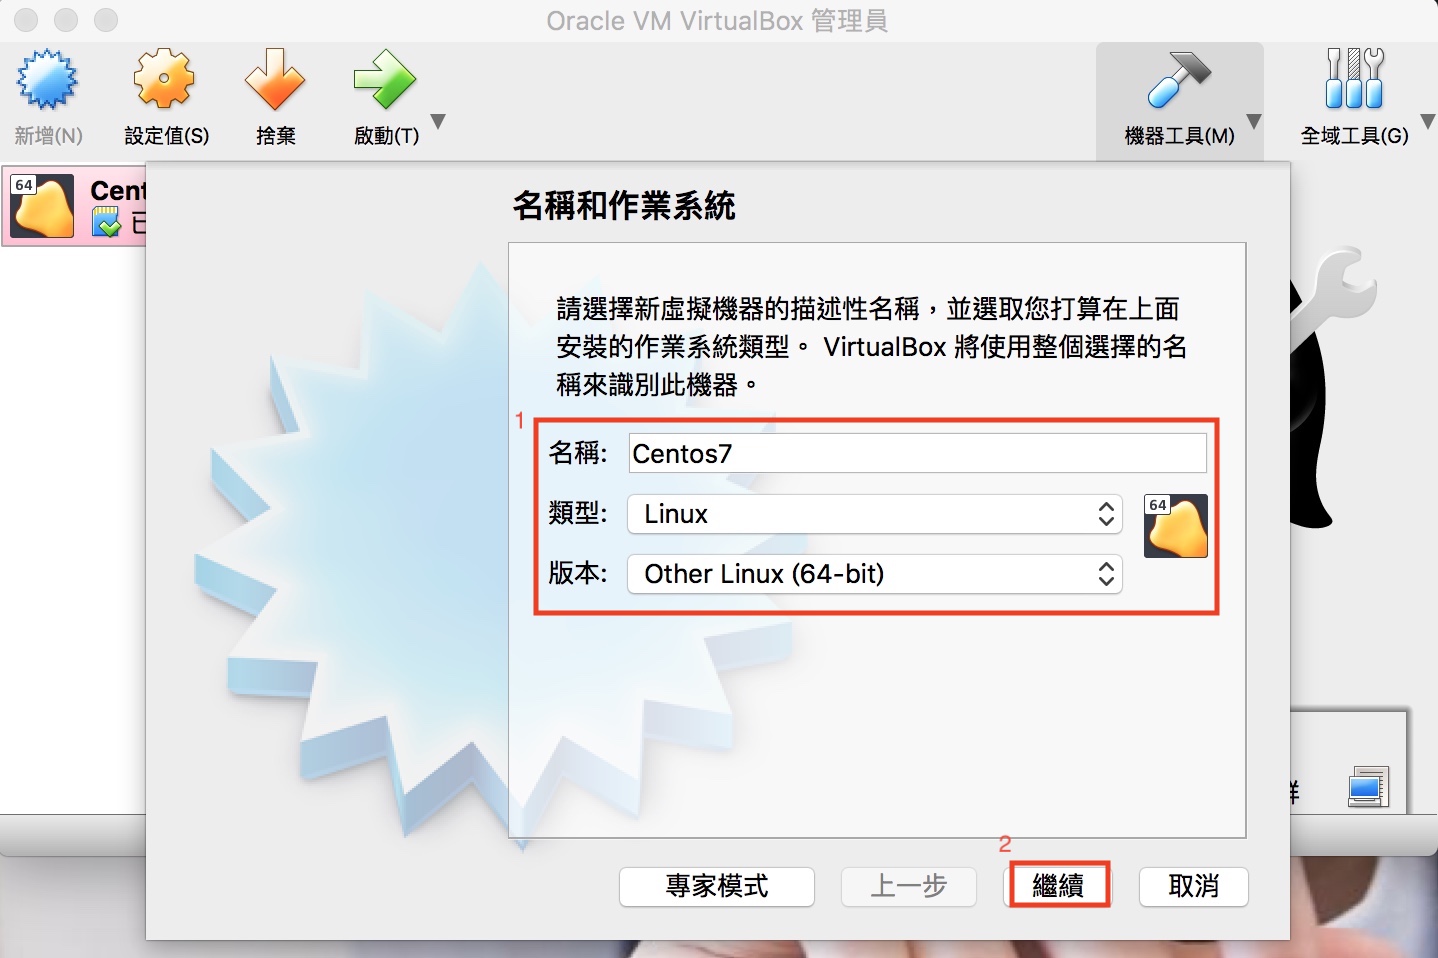 Oracle VM VirtualBox 管理員
新增(N)
設定值(S)
捨棄
啟動(T)
機器工具(M)
全域工具(G)
64
Cent
名稱和作業系統
請選擇新虛擬機器的描述性名稱，並選取您打算在上面
安裝的作業系統類型。 VirtualBox 將使用整個選擇的名
稱來識別此機器。
1
名稱: Centos7
類型: Linux
64
版本: Other Linux (64-bit)
2
專家模式
上一步
繼續
取消